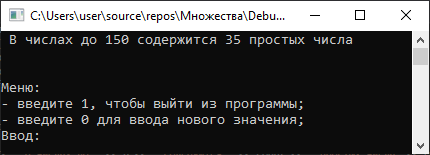 C:\Users\user\source\repos\Множества\Debu...
В числах до 150 содержится 35 простых числа
Меню:
- введите 1, чтобы выйти из программы;
- введите 0 для ввода нового значения;
Ввод: